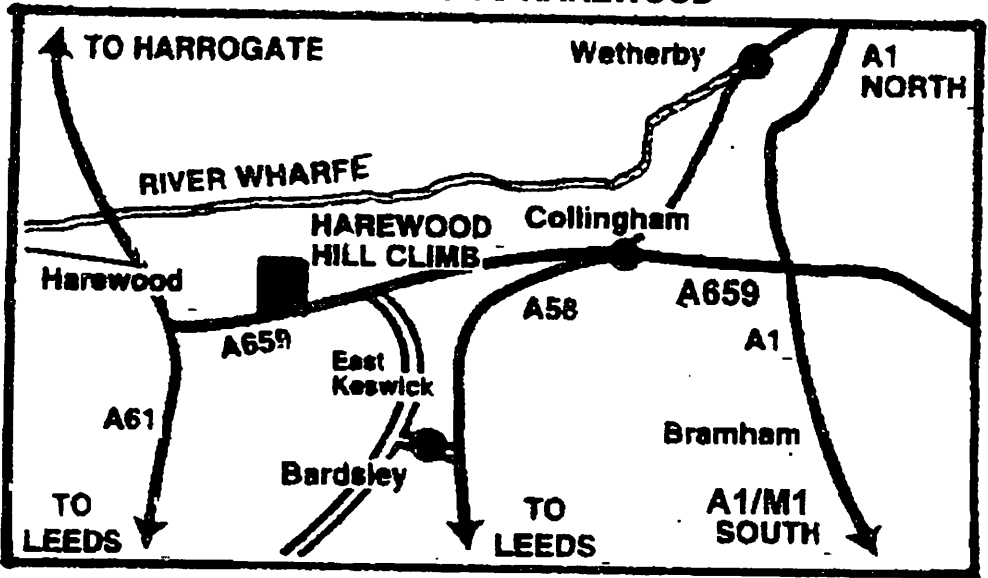 HAREWOOD
TO HARROGATE
Wetherby
A1
NORTH
RIVER WHARFE
HAREWOOD
HILL CLIMB
Collingham
Harewood
A659
A58
A659
A1
East
Keswick
A61
Bramham
Bardsley
TO
LEEDS
TO
LEEDS
A1/M1
SOUTH